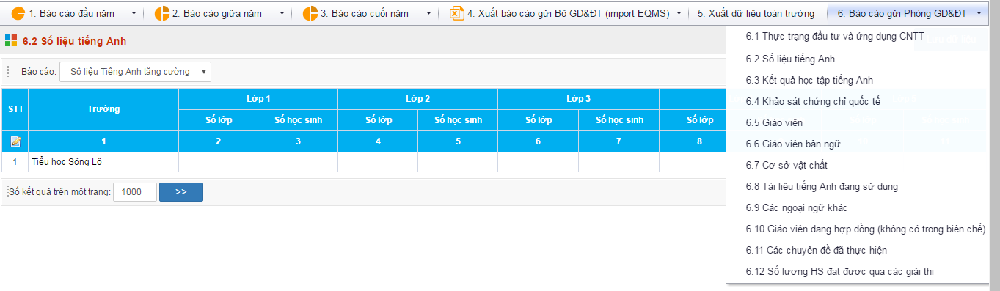 1. Báo cáo đầu năm 2. Báo cáo giữa năm 3. Báo cáo cuối năm 4. Xuất báo cáo gửi Bộ GD&ĐT (import EQMS) 5. Xuất dữ liệu toàn trường 6. Báo cáo gửi Phòng GD&ĐT
6.2 Số liệu tiếng Anh
Báo cáo: Số liệu Tiếng Anh tăng cường
STT Trường Lớp 1 Lớp 2 Lớp 3
Số lớp Số học sinh Số lớp Số học sinh Số lớp Số học sinh Số lớp
1 2 3 4 5 6 7 8
1 Tiểu học Sông Lô
Số kết quả trên một trang: 1000 >>
6.1 Thực trạng đầu tư và ứng dụng CNTT
6.2 Số liệu tiếng Anh
6.3 Kết quả học tập tiếng Anh
6.4 Khảo sát chứng chỉ quốc tế
6.5 Giáo viên
6.6 Giáo viên bản ngữ
6.7 Cơ sở vật chất
6.8 Tài liệu tiếng Anh đang sử dụng
6.9 Các ngoại ngữ khác
6.10 Giáo viên đang hợp đồng (không có trong biên chế)
6.11 Các chuyên đề đã thực hiện
6.12 Số lượng HS đạt được qua các giải thi